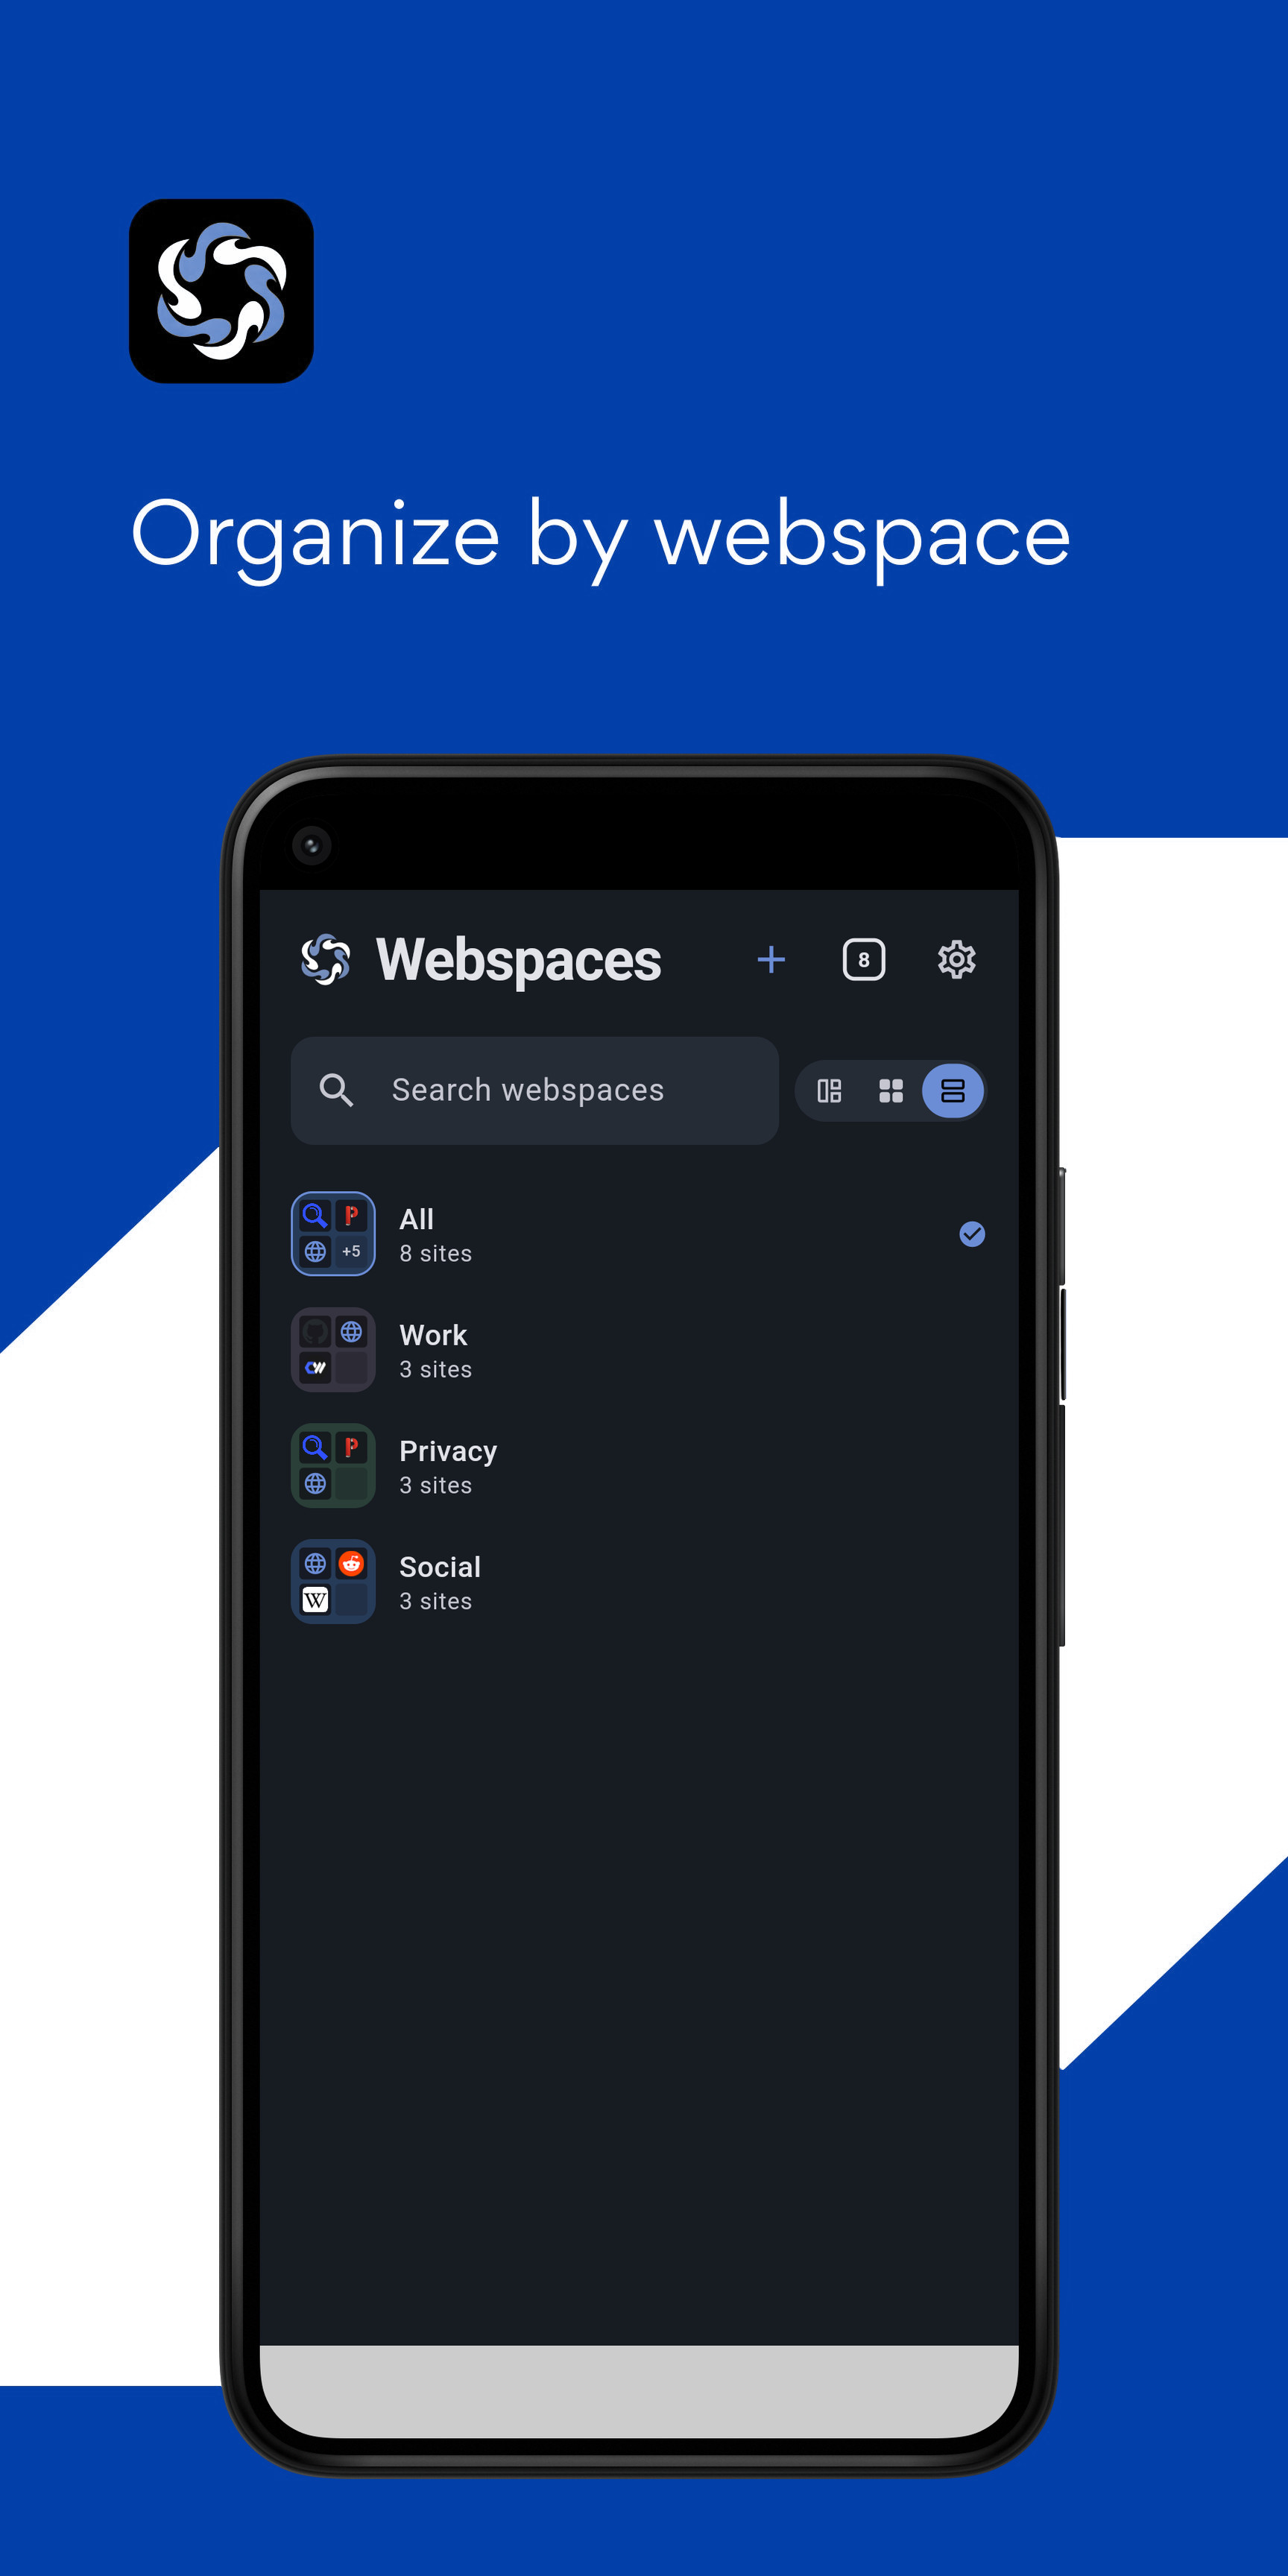 Organize by webspace
Webspaces
8
Search webspaces
All
8 sites
+5
Work
3 sites
Privacy
3 sites
Social
3 sites
W